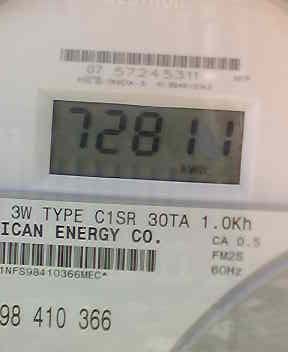 07 57245311
72811
3W TYPE C1SR 30TA 1.0Kh
ICAN ENERGY CO.
CA 0.5
FM2S
60Hz
1NFS98410366MEC*
98 410 366